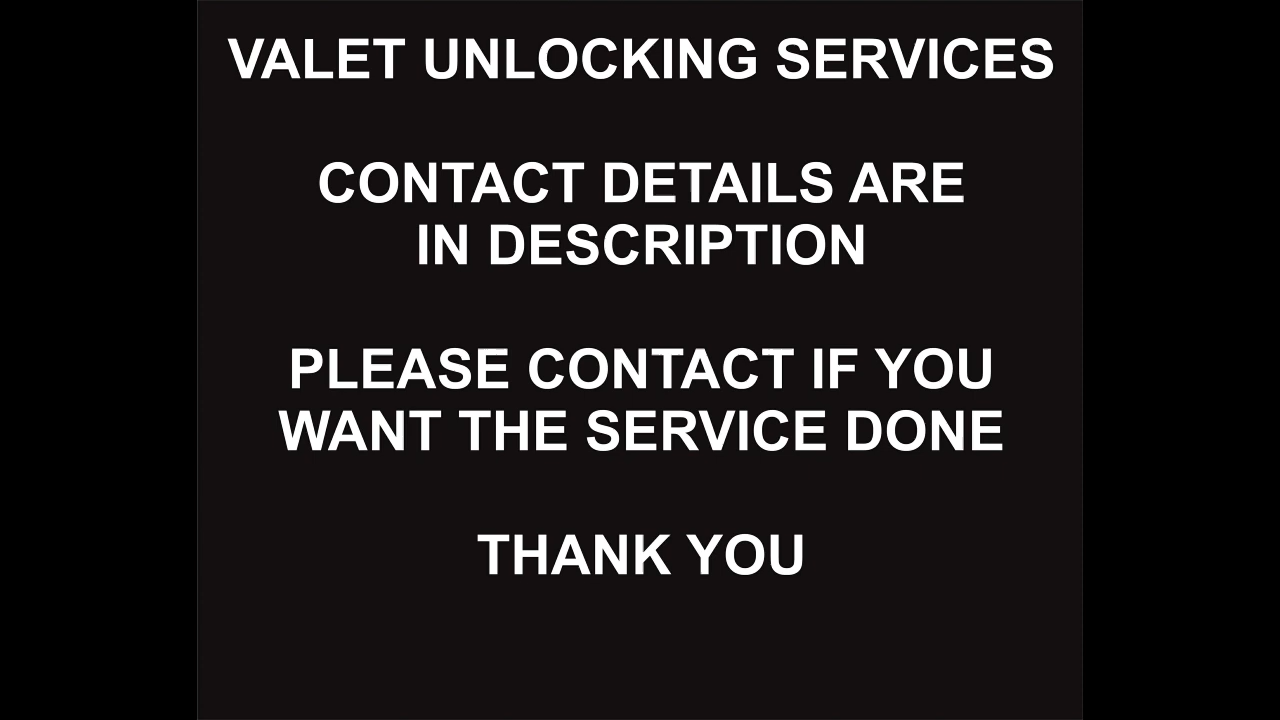 VALET UNLOCKING SERVICES
CONTACT DETAILS ARE
IN DESCRIPTION
PLEASE CONTACT IF YOU
WANT THE SERVICE DONE
THANK YOU